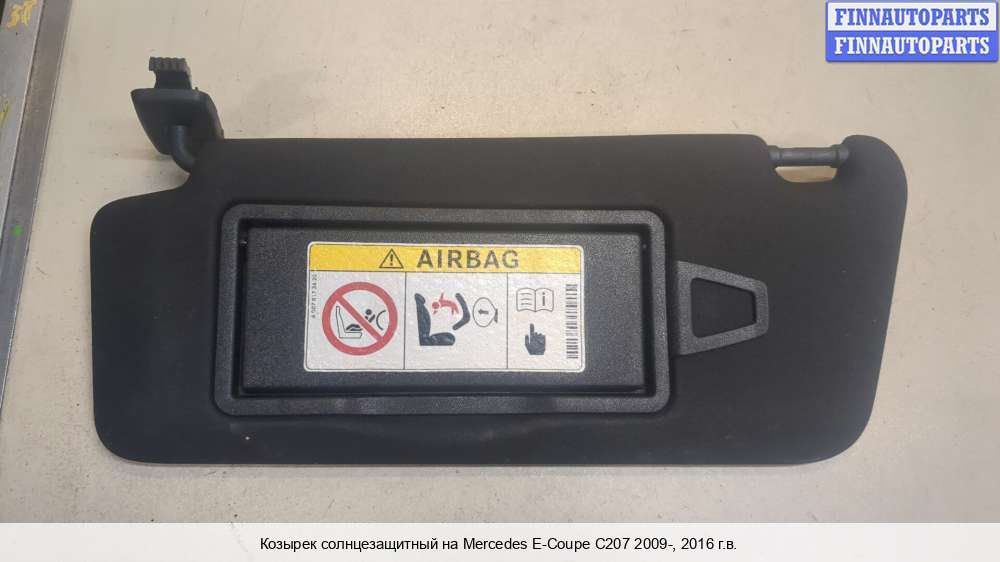 FINNAUTOPARTS
FINNAUTOPARTS
AIRBAG
Козырек солнцезащитный на Mercedes E-Coupe C207 2009-, 2016 г.в.